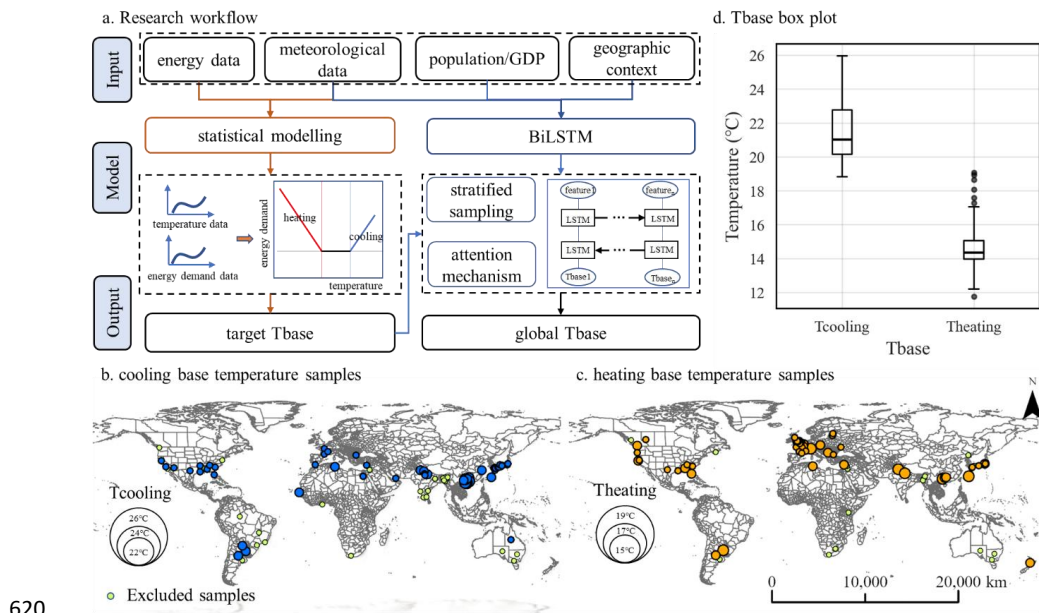 a. Research workflow
Input
energy data
meteorological
data
population/GDP
geographic
context
Model
statistical modelling
BiLSTM
temperature data
energy demand data
energy demand
heating
cooling
temperature
stratified
sampling
attention
mechanism
feature1
featureₙ
LSTM
...
LSTM
LSTM
...
LSTM
Tbase1
Tbaseₙ
Output
target Tbase
global Tbase
d. Tbase box plot
Temperature (°C)
26
24
22
20
18
16
14
12
Tcooling
Theating
Tbase
b. cooling base temperature samples
Tcooling
26°C
24°C
22°C
Excluded samples
c. heating base temperature samples
N
Theating
19°C
17°C
15°C
0
10,000
20,000 km
620